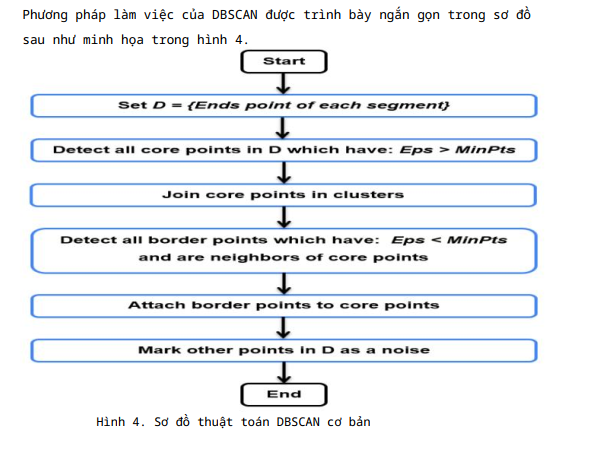 Phương pháp làm việc của DBSCAN được trình bày ngắn gọn trong sơ đồ
sau như minh họa trong hình 4.
Start
Set D = {Ends point of each segment}
Detect all core points in D which have: Eps > MinPts
Join core points in clusters
Detect all border points which have: Eps < MinPts
and are neighbors of core points
Attach border points to core points
Mark other points in D as a noise
End
Hình 4. Sơ đồ thuật toán DBSCAN cơ bản